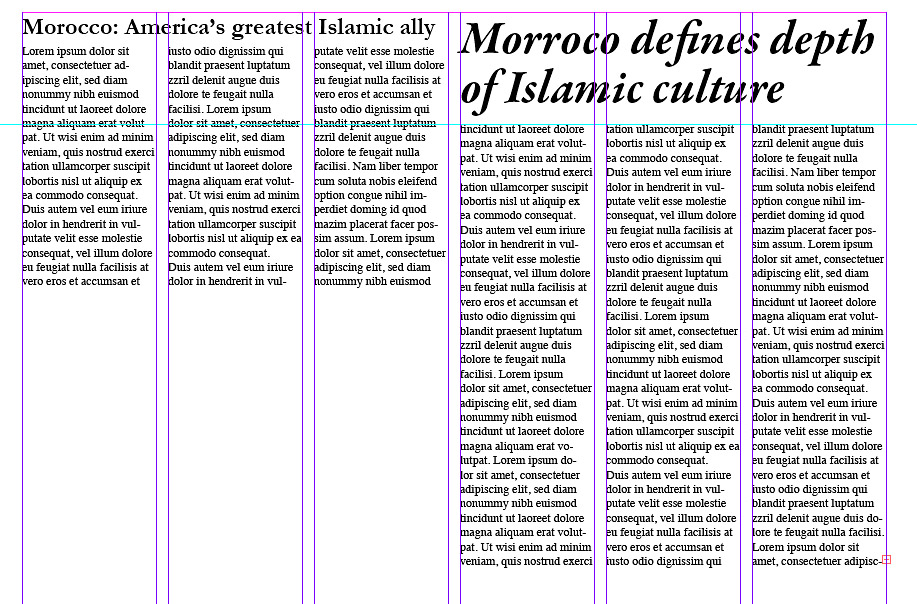 Morocco: America's greatest Islamic ally
Lorem ipsum dolor sit
amet, consectetuer ad-
ipiscing elit, sed diam
nonummy nibh euismod
tincidunt ut laoreet dolore
magna aliquam erat volut-
pat. Ut wisi enim ad minim
veniam, quis nostrud exerci
tation ullamcorper suscipit
lobortis nisl ut aliquip ex
ea commodo consequat.
Duis autem vel eum iriure
dolor in hendrerit in vul-
putate velit esse molestie
consequat, vel illum dolore
eu feugiat nulla facilisis at
vero eros et accumsan et
iusto odio dignissim qui
blandit praesent luptatum
zzril delenit augue duis
dolore te feugait nulla
facilisi. Lorem ipsum
dolor sit amet, consectetuer
adipiscing elit, sed diam
nonummy nibh euismod
tincidunt ut laoreet dolore
magna aliquam erat volut-
pat. Ut wisi enim ad minim
veniam, quis nostrud exerci
tation ullamcorper suscipit
lobortis nisl ut aliquip ex ea
commodo consequat.
Duis autem vel eum iriure
dolor in hendrerit in vul-
putate velit esse molestie
consequat, vel illum dolore
eu feugiat nulla facilisis at
vero eros et accumsan et
iusto odio dignissim qui
blandit praesent luptatum
zzril delenit augue duis
dolore te feugait nulla
facilisi. Nam liber tempor
cum soluta nobis eleifend
option congue nihil im-
perdiet doming id quod
mazim placerat facer pos-
sim assum. Lorem ipsum
dolor sit amet, consectetuer
adipiscing elit, sed diam
nonummy nibh euismod
Morroco defines depth
of Islamic culture
tincidunt ut laoreet dolore
magna aliquam erat volut-
pat. Ut wisi enim ad minim
veniam, quis nostrud exerci
tation ullamcorper suscipit
lobortis nisl ut aliquip ex
ea commodo consequat.
Duis autem vel eum iriure
dolor in hendrerit in vul-
putate velit esse molestie
consequat, vel illum dolore
eu feugiat nulla facilisis at
vero eros et accumsan et
iusto odio dignissim qui
blandit praesent luptatum
zzril delenit augue duis
dolore te feugait nulla
facilisi. Lorem ipsum
dolor sit amet, consectetuer
adipiscing elit, sed diam
nonummy nibh euismod
tincidunt ut laoreet dolore
magna aliquam erat vo-
lutpat. Lorem ipsum do-
lor sit amet, consectetuer
adipiscing elit, sed diam
nonummy nibh euismod
tincidunt ut laoreet dolore
magna aliquam erat volut-
pat. Ut wisi enim ad minim
veniam, quis nostrud exerci
tation ullamcorper suscipit
lobortis nisl ut aliquip ex
ea commodo consequat.
Duis autem vel eum iriure
dolor in hendrerit in vul-
putate velit esse molestie
consequat, vel illum dolore
eu feugiat nulla facilisis at
vero eros et accumsan et
iusto odio dignissim qui
blandit praesent luptatum
zzril delenit augue duis
dolore te feugait nulla
facilisi. Lorem ipsum
dolor sit amet, consectetuer
adipiscing elit, sed diam
nonummy nibh euismod
tincidunt ut laoreet dolore
magna aliquam erat volut-
pat. Ut wisi enim ad minim
veniam, quis nostrud exerci
tation ullamcorper suscipit
lobortis nisl ut aliquip ex ea
commodo consequat.
Duis autem vel eum iriure
dolor in hendrerit in vul-
putate velit esse molestie
consequat, vel illum dolore
eu feugiat nulla facilisis at
vero eros et accumsan et
iusto odio dignissim qui
blandit praesent luptatum
zzril delenit augue duis
dolore te feugait nulla
facilisi. Nam liber tempor
cum soluta nobis eleifend
option congue nihil im-
perdiet doming id quod
mazim placerat facer pos-
sim assum. Lorem ipsum
dolor sit amet, consectetuer
adipiscing elit, sed diam
nonummy nibh euismod
tincidunt ut laoreet dolore
magna aliquam erat volut-
pat. Ut wisi enim ad minim
veniam, quis nostrud exerci
tation ullamcorper suscipit
lobortis nisl ut aliquip ex
ea commodo consequat.
Duis autem vel eum iriure
dolor in hendrerit in vul-
putate velit esse molestie
consequat, vel illum dolore
eu feugiat nulla facilisis at
vero eros et accumsan et
iusto odio dignissim qui
blandit praesent luptatum
zzril delenit augue duis do-
lore te feugait nulla facilisi.
Lorem ipsum dolor sit
amet, consectetuer adipisc-